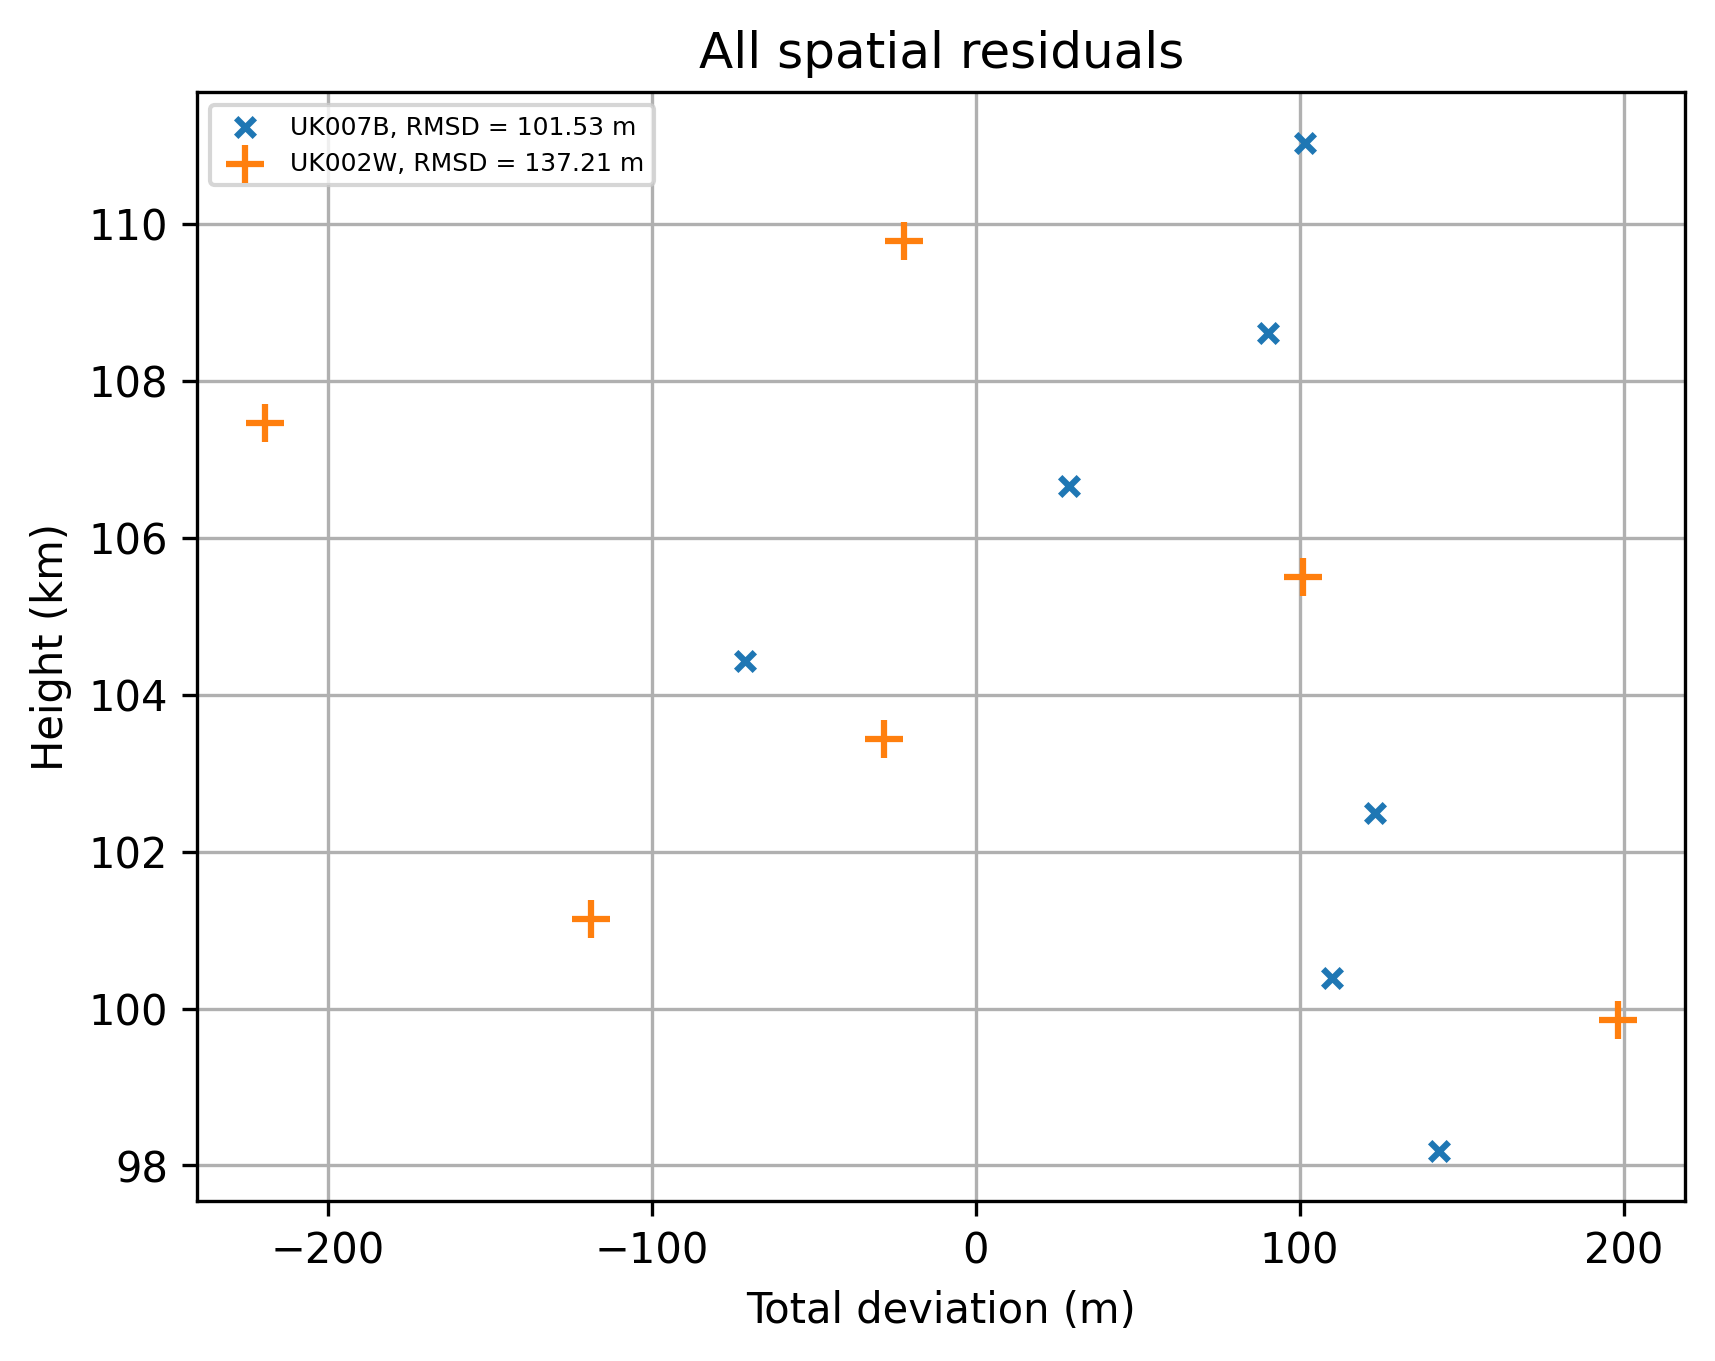 All spatial residuals
UK007B, RMSD = 101.53 m
UK002W, RMSD = 137.21 m
110
108
106
104
102
100
98
Height (km)
−200 −100 0 100 200
Total deviation (m)